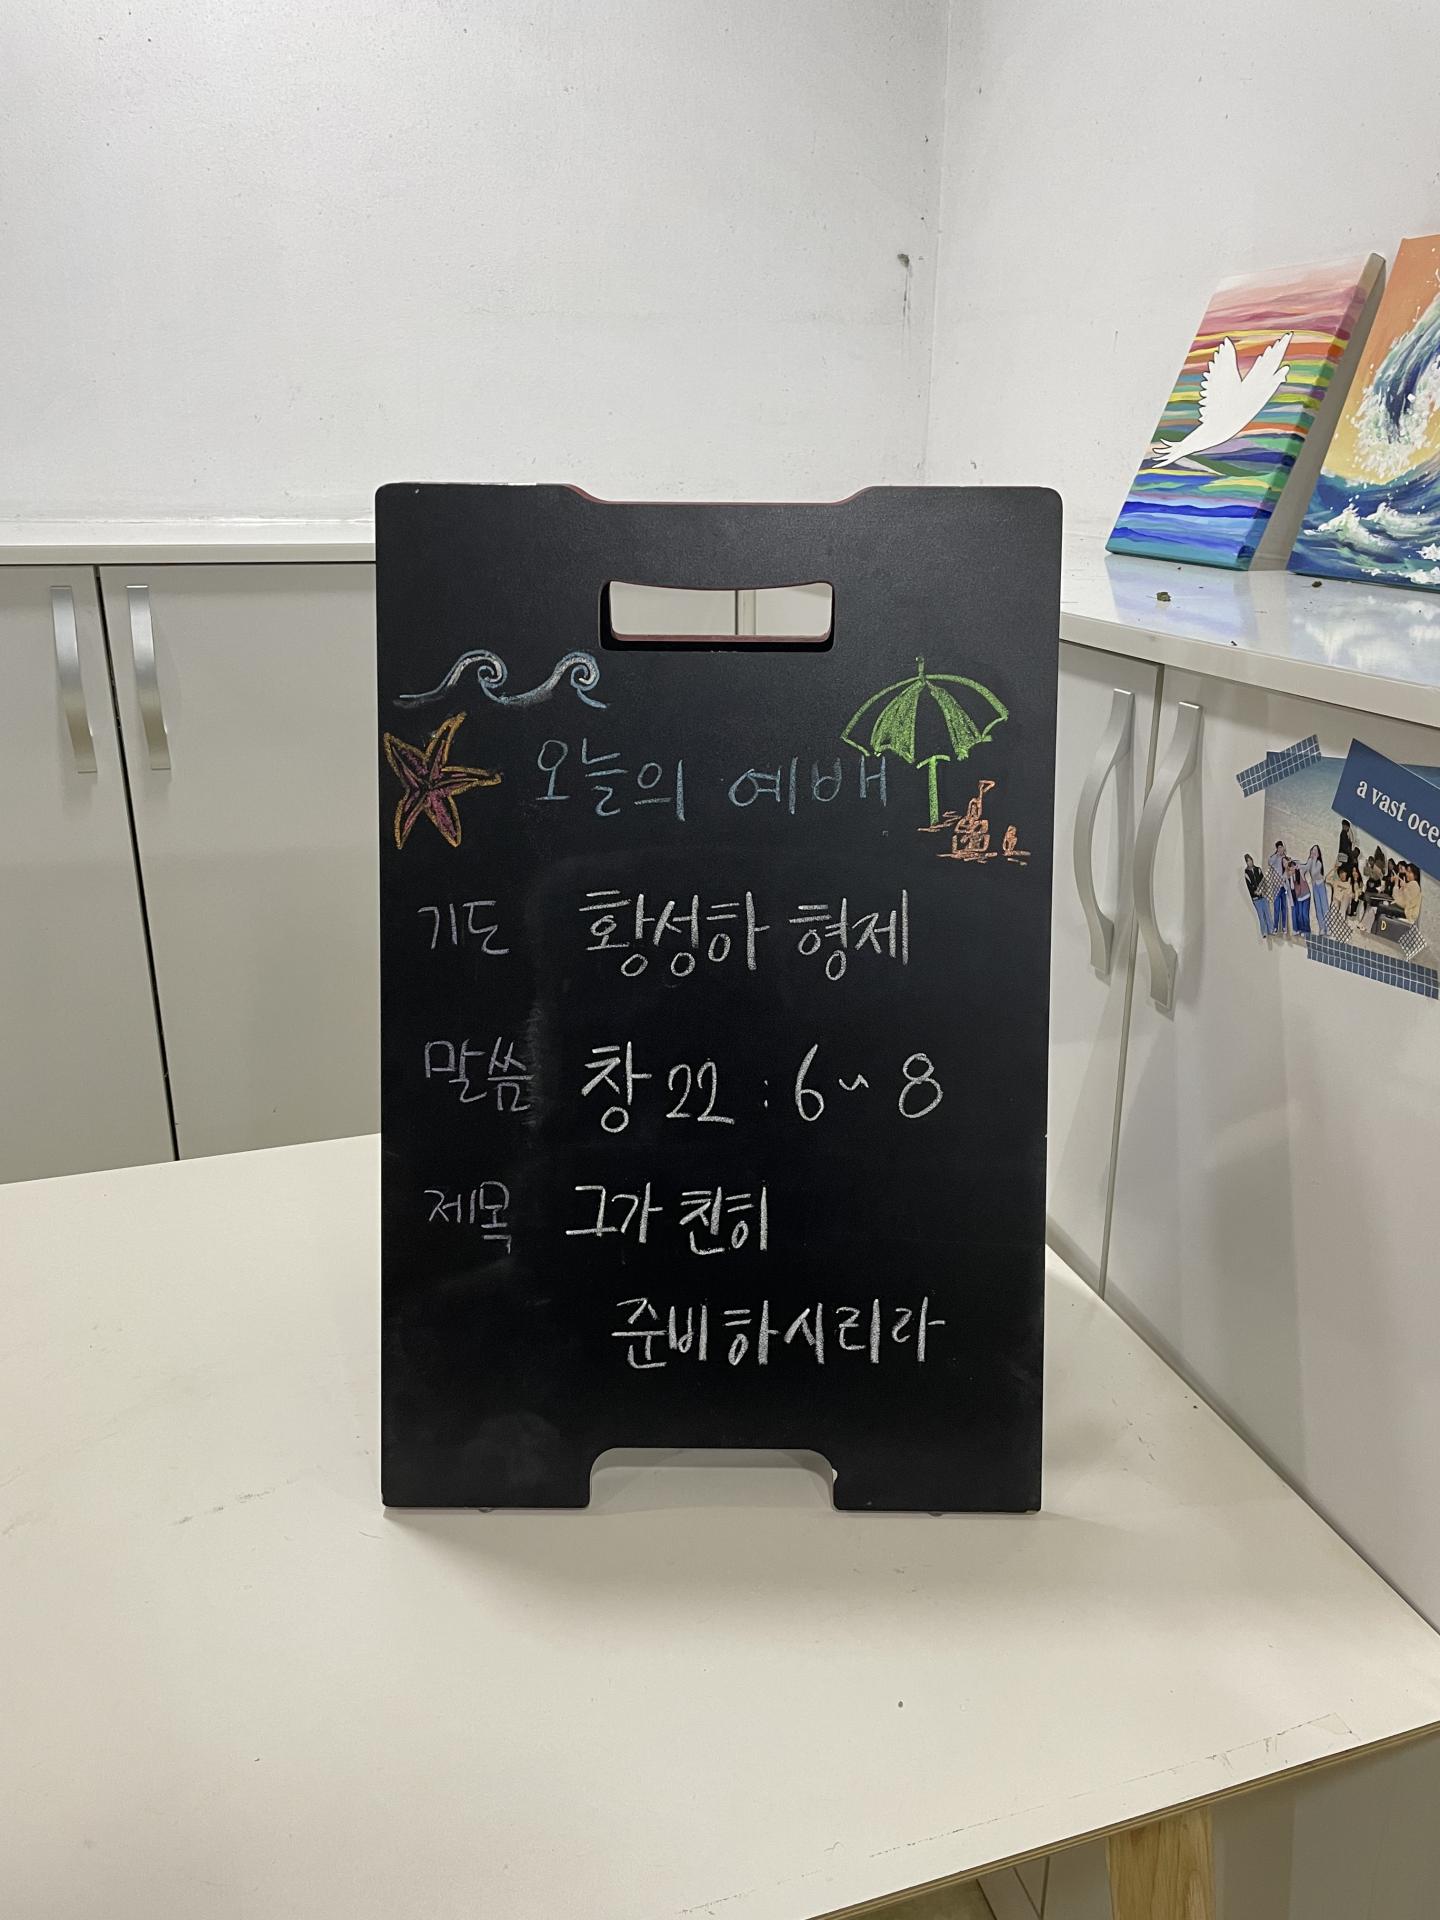 오늘의 예배
기도 황성하 형제
말씀 창 22 : 6~8
제목 그가 친히
준비하시리라
a vast
D